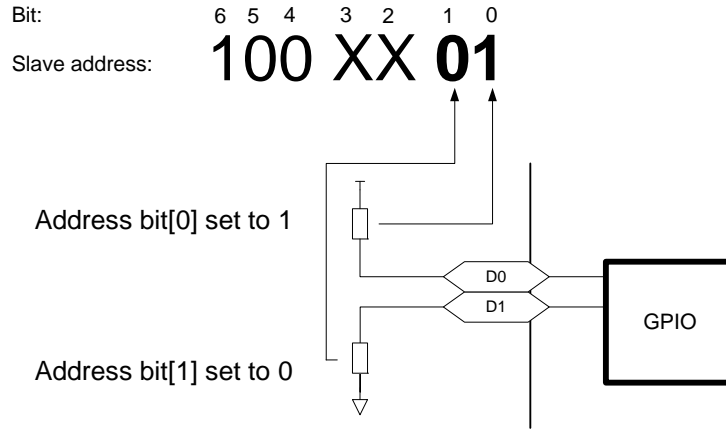 Bit: 6 5 4 3 2 1 0
Slave address: 100 XX 01
Address bit[0] set to 1
D0
D1
GPIO
Address bit[1] set to 0